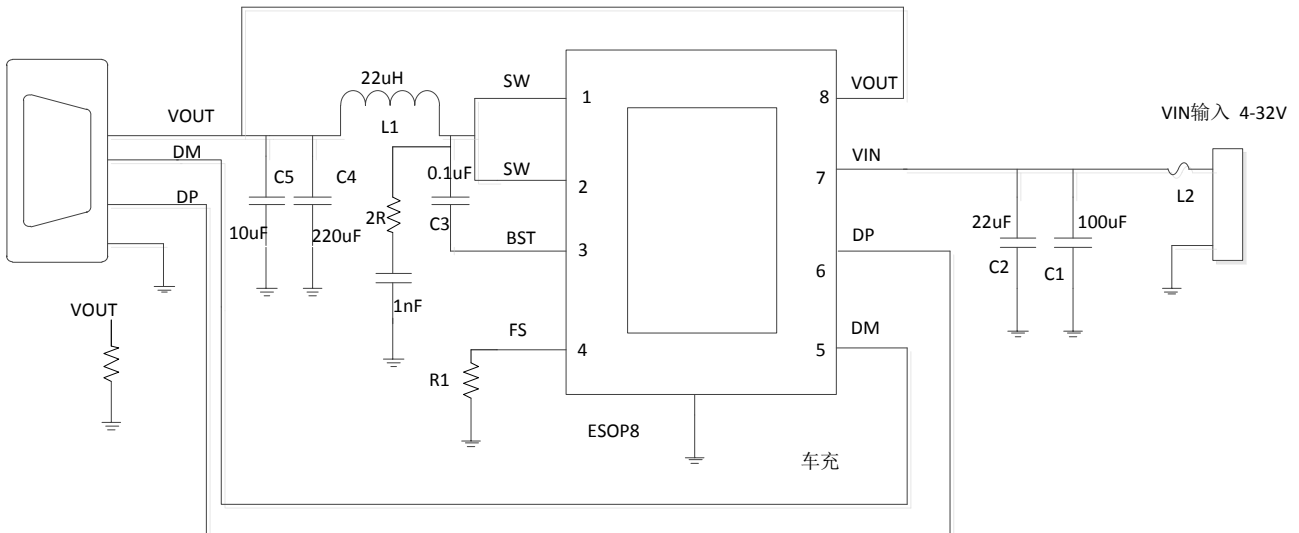 22uH
SW
1
8
VOUT
VOUT
L1
VIN输入 4-32V
DM
VIN
7
0.1uF
C5
C4
SW
2
DP
L2
2R
C3
22uF
100uF
10uF
220uF
DP
BST
3
6
C2
C1
1nF
VOUT
FS
4
DM
5
R1
ESOP8
车充